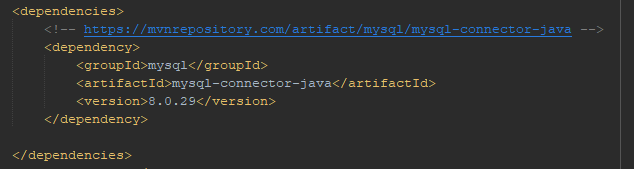 <dependencies>
<!-- https://mvnrepository.com/artifact/mysql/mysql-connector-java -->
<dependency>
<groupId>mysql</groupId>
<artifactId>mysql-connector-java</artifactId>
<version>8.0.29</version>
</dependency>
</dependencies>